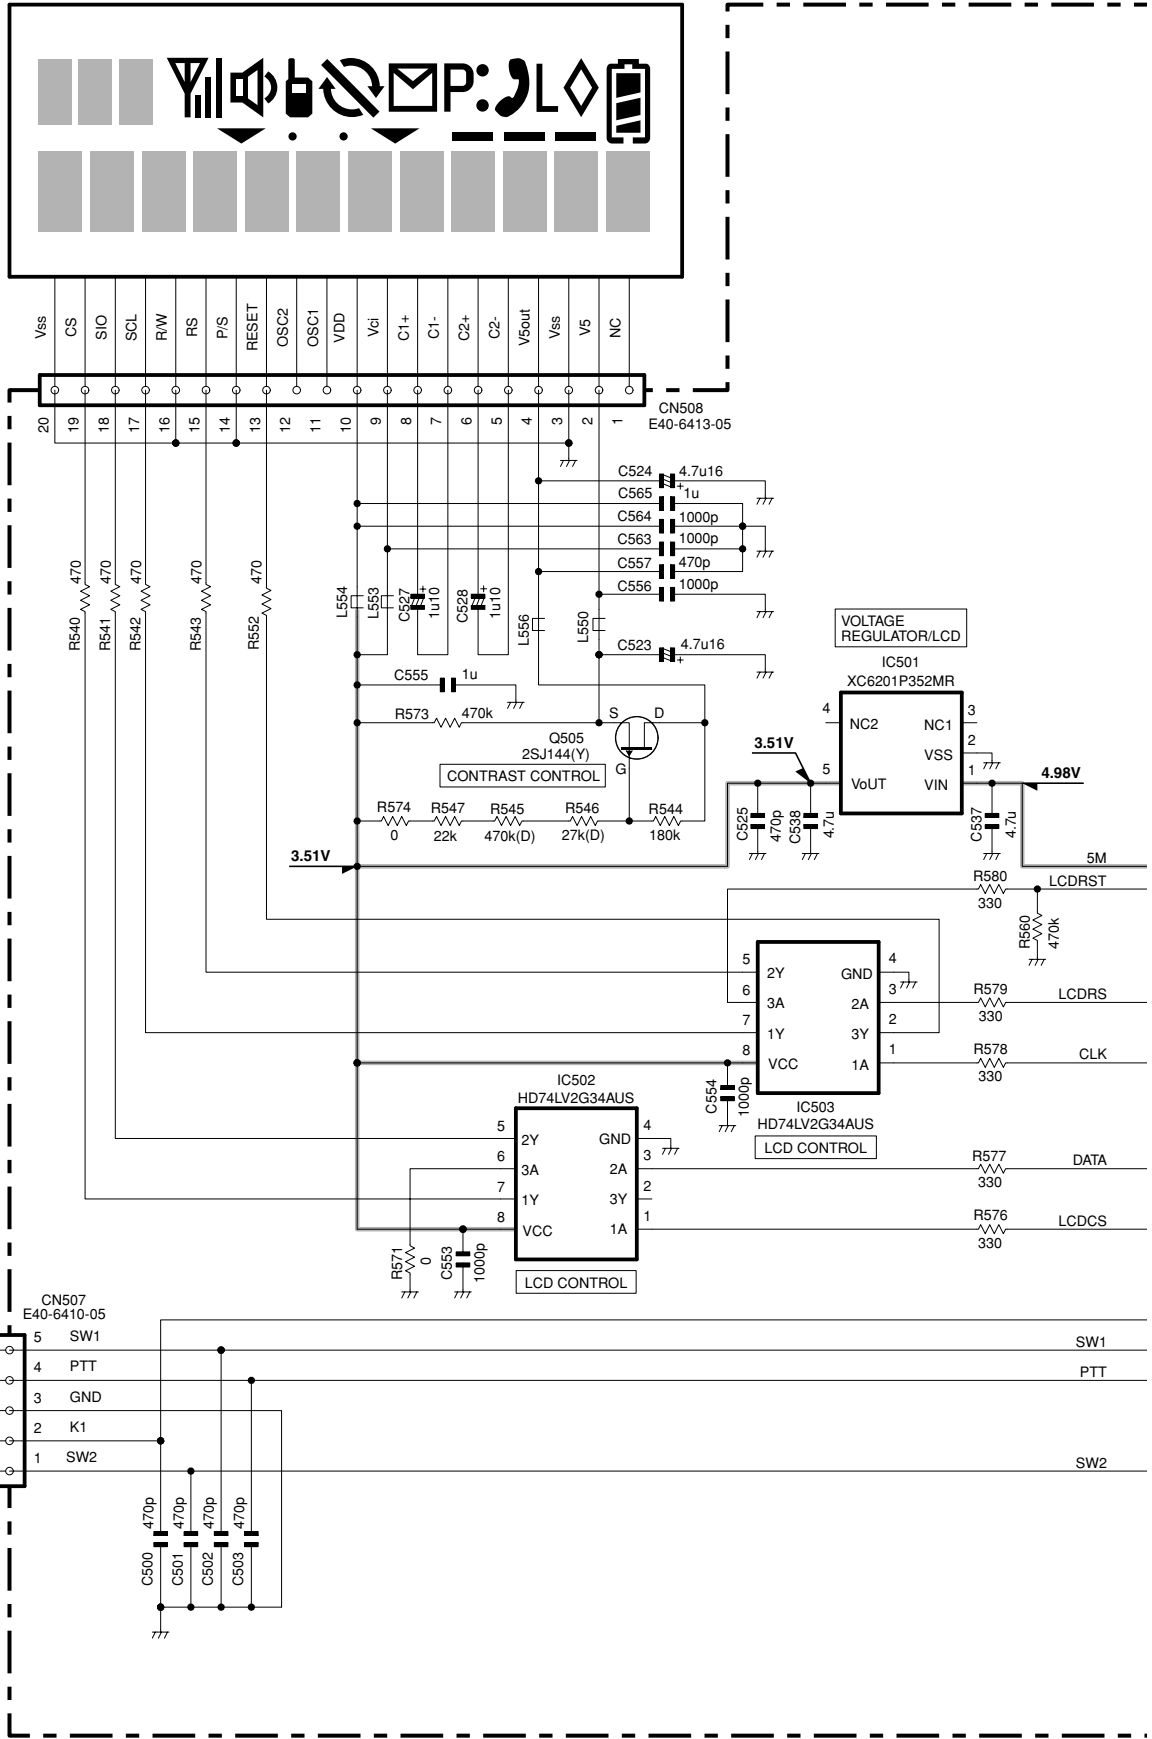 P L
Vss CS SIO SCL R/W RS P/S RESET OSC2 OSC1 VDD Vci C1+ C1- C2+ C2- V5out Vss V5 NC
CN508
E40-6413-05
20 19 18 17 16 15 14 13 12 11 10 9 8 7 6 5 4 3 2 1
C524 4.7u16
+
C565 1u
C564 1000p
C563 1000p
C557 470p
C556 1000p
R540 470
R541 470
R542 470
R543 470
R552 470
L554
L553
C527 1u10 +
C528 1u10 +
L556
L550
C523 4.7u16
+
VOLTAGE
REGULATOR/LCD
IC501
XC6201P352MR
C555 1u
R573 470k
S D
G
Q505
2SJ144(Y)
CONTRAST CONTROL
4 NC2 NC1 3
VSS 2
5 VoUT VIN 1
3.51V
4.98V
R574 R547 R545 R546 R544
0 22k 470k(D) 27k(D) 180k
C525 470p
C538 4.7u
C537 4.7u
3.51V
5M
R580 LCDRST
330
R560 470k
5 2Y GND 4
6 3A 2A 3
7 1Y 3Y 2
8 VCC 1A 1
R579 LCDRS
330
R578 CLK
330
C554 1000p
IC503
HD74LV2G34AUS
LCD CONTROL
IC502
HD74LV2G34AUS
5 2Y GND 4
6 3A 2A 3
7 1Y 3Y 2
8 VCC 1A 1
R577 DATA
330
R576 LCDCS
330
R571 0
C553 1000p
LCD CONTROL
CN507
E40-6410-05
5 SW1 SW1
4 PTT PTT
3 GND
2 K1
1 SW2 SW2
C500 470p
C501 470p
C502 470p
C503 470p